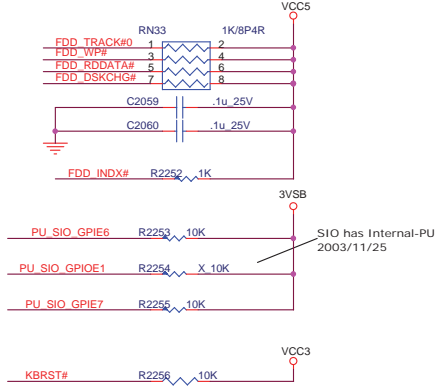 VCC5
RN33 1K/8P4R
FDD_TRACK#0 1 2
FDD_WP# 3 4
FDD_RDDATA# 5 6
FDD_DSKCHG# 7 8
C2059 .1u_25V
C2060 .1u_25V
FDD_INDX# R2252 1K
3VSB
PU_SIO_GPIE6 R2253 10K
SIO has Internal-PU
2003/11/25
PU_SIO_GPIOE1 R2254 X_10K
PU_SIO_GPIE7 R2255 10K
VCC3
KBRST# R2256 10K